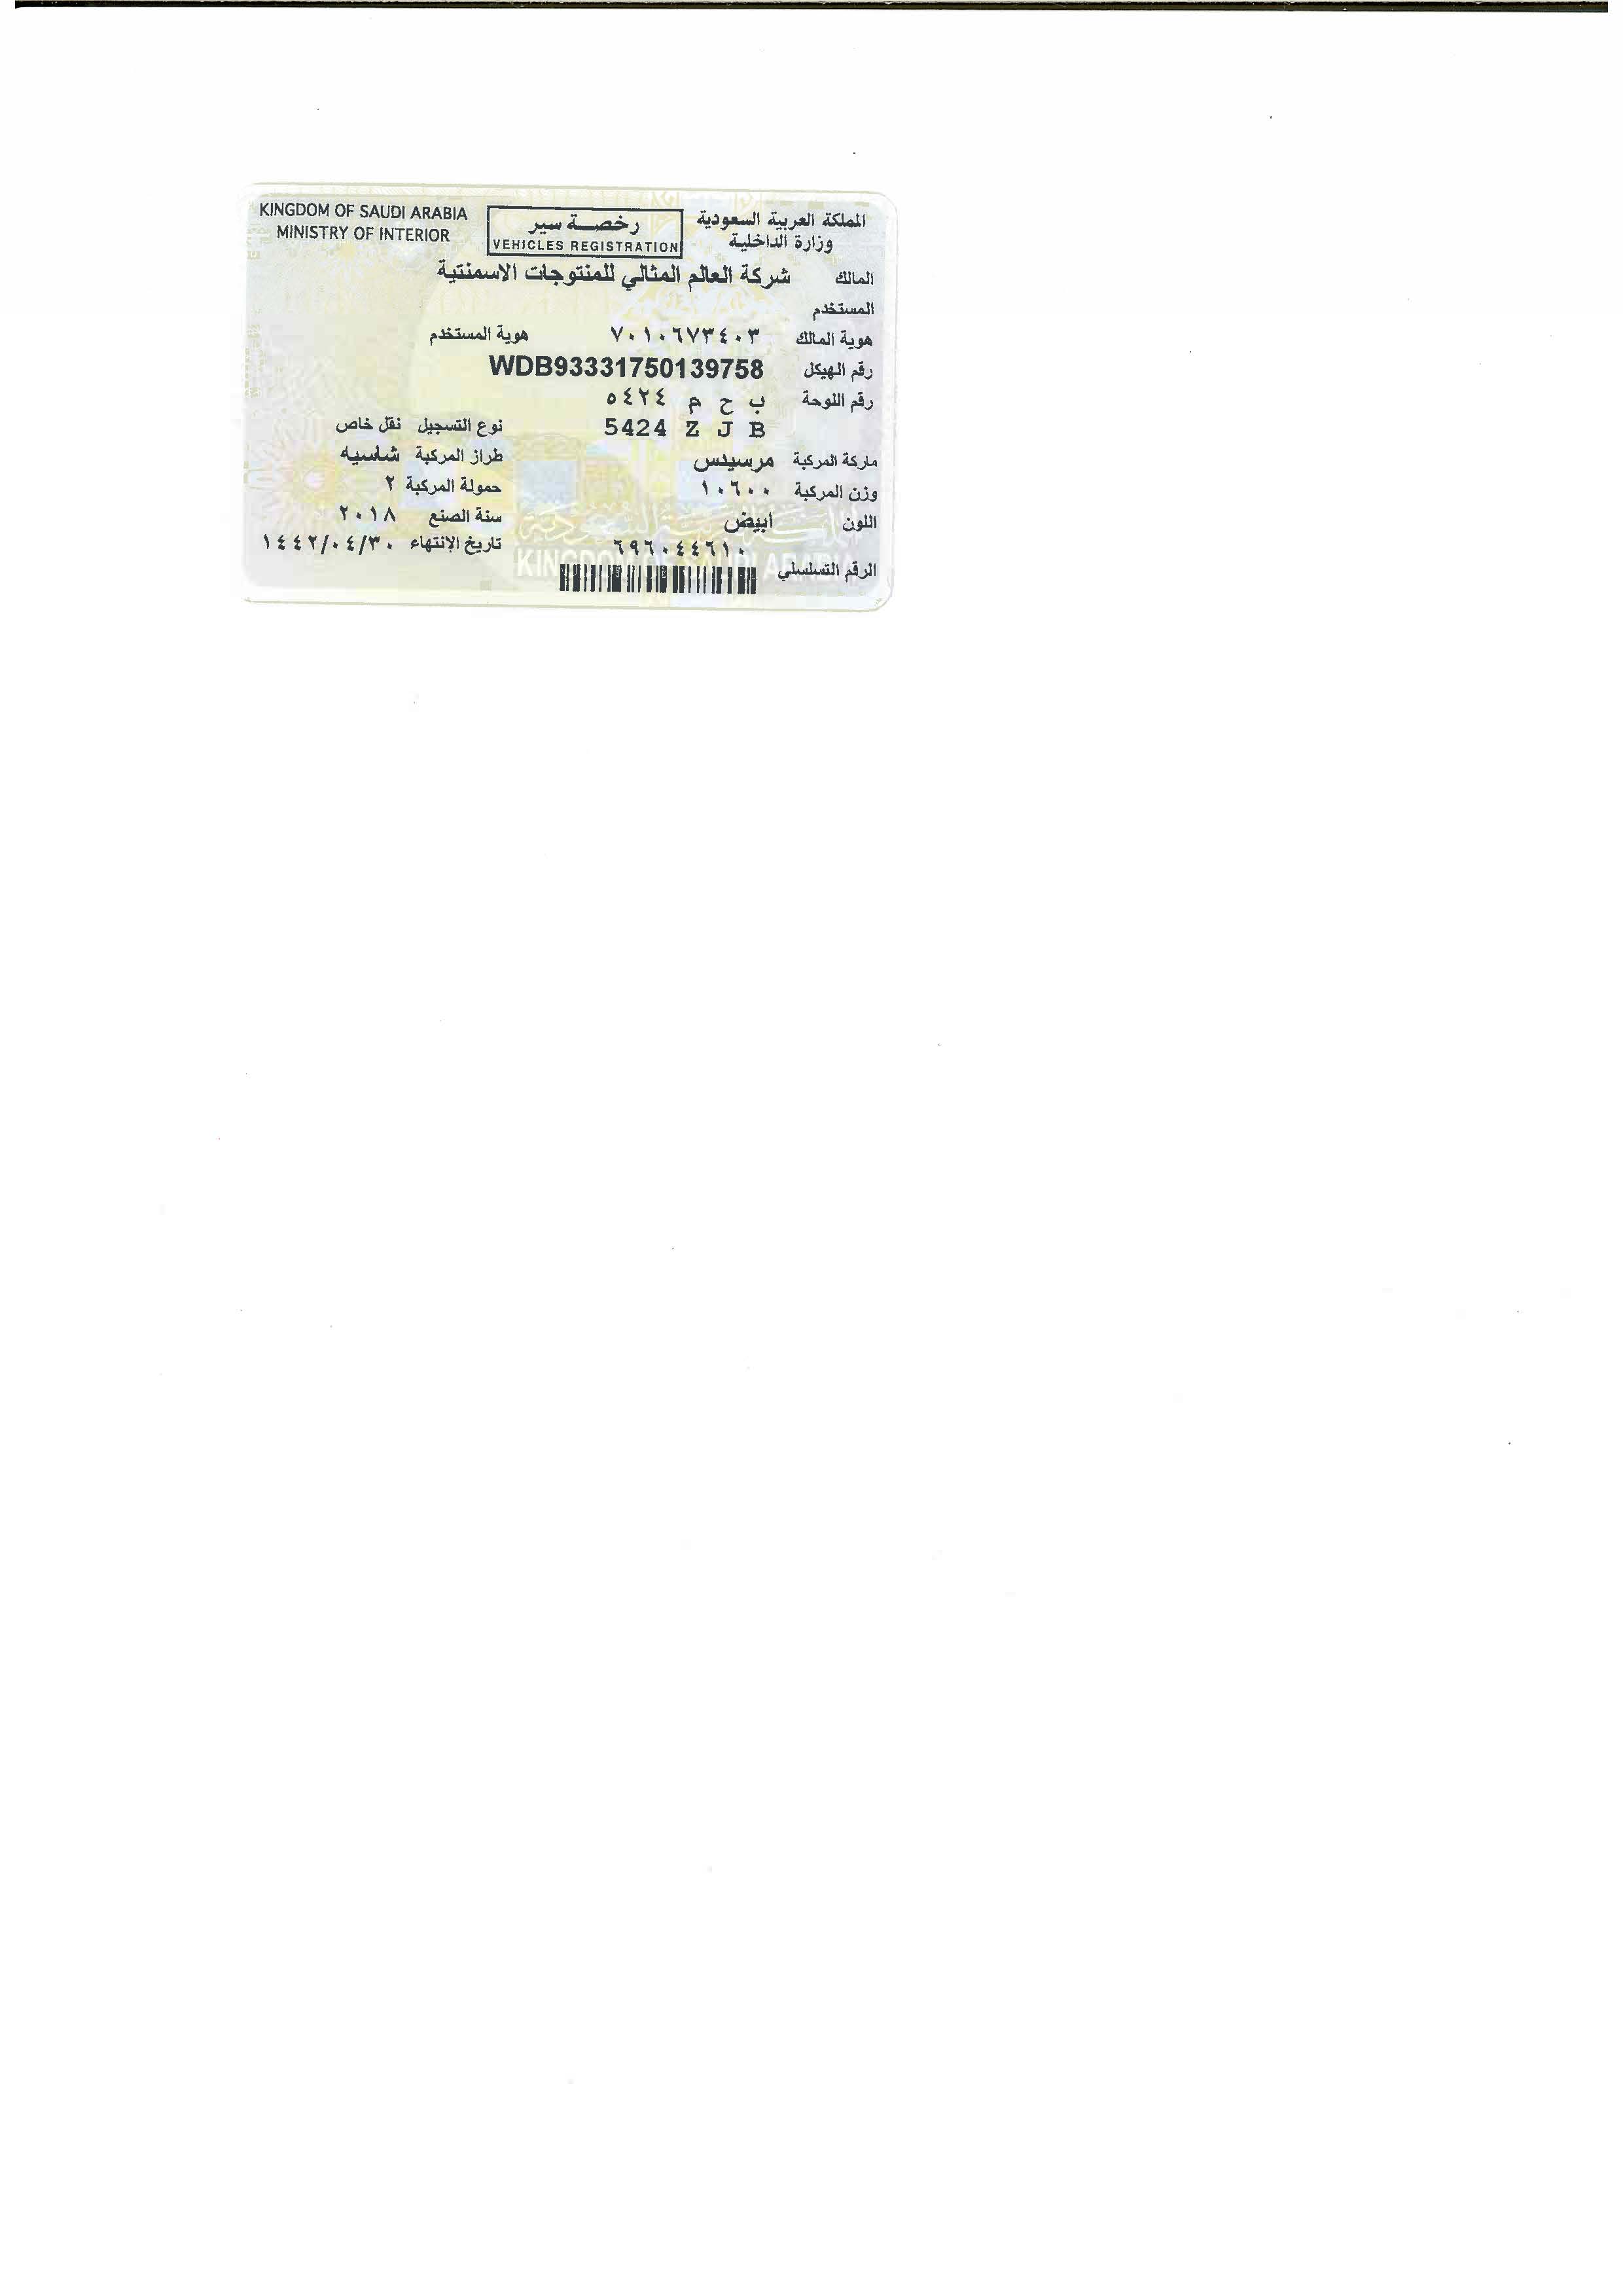 KINGDOM OF SAUDI ARABIA رخصة سير المملكة العربية السعودية
MINISTRY OF INTERIOR VEHICLES REGISTRATION وزارة الداخلية
المالك شركة العالم المثالي للمنتوجات الاسمنتية
المستخدم
هوية المالك ٧٠١٠٦٧٣٤٠٣ هوية المستخدم
رقم الهيكل WDB93331750139758
رقم اللوحة ب ح م ٥٤٢٤
5424 Z J B نوع التسجيل نقل خاص
ماركة المركبة مرسيدس طراز المركبة شاسيه
وزن المركبة ١٠٦٠٠ حمولة المركبة ٢
اللون ابيض سنة الصنع ٢٠١٨
٦٩٦٠٤٤٦١٠ تاريخ الإنتهاء ١٤٤٢/٠٤/٣٠
الرقم التسلسلي
KINGDOM OF SAUDI ARABIA